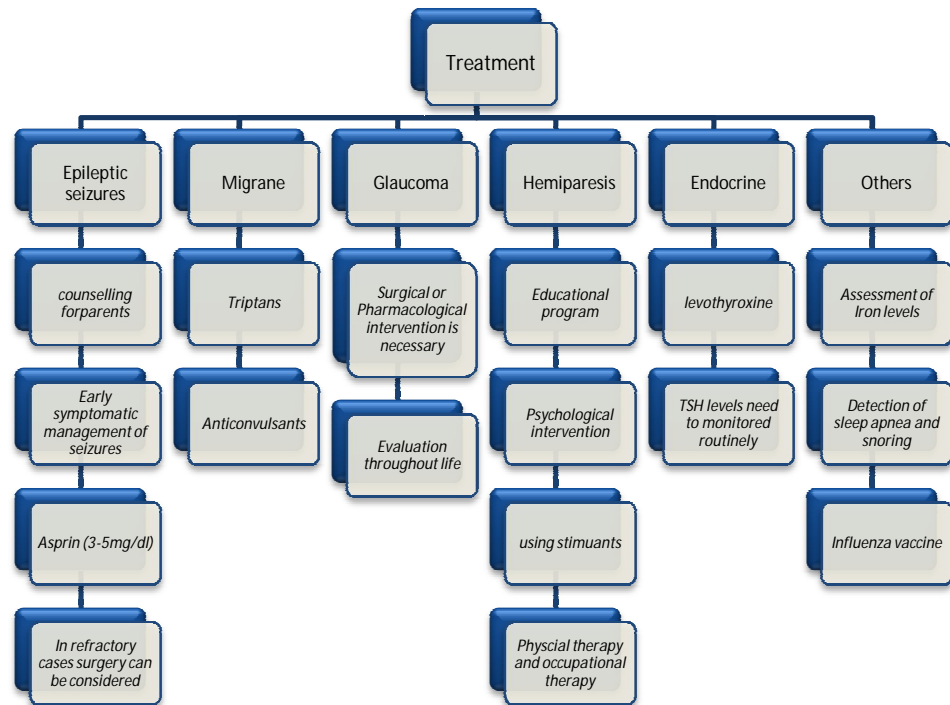 Treatment
Epileptic
seizures
counselling
forparents
Early
symptomatic
management of
seizures
Asprin (3-5mg/dl)
In refractory
cases surgery can
be considered
Migrane
Triptans
Anticonvulsants
Glaucoma
Surgical or
Pharmacological
intervention is
necessary
Evaluation
throughout life
Hemiparesis
Educational
program
Psychological
intervention
using stimuants
Physcial therapy
and occupational
therapy
Endocrine
levothyroxine
TSH levels need
to monitored
routinely
Others
Assessment of
Iron levels
Detection of
sleep apnea and
snoring
Influenza vaccine